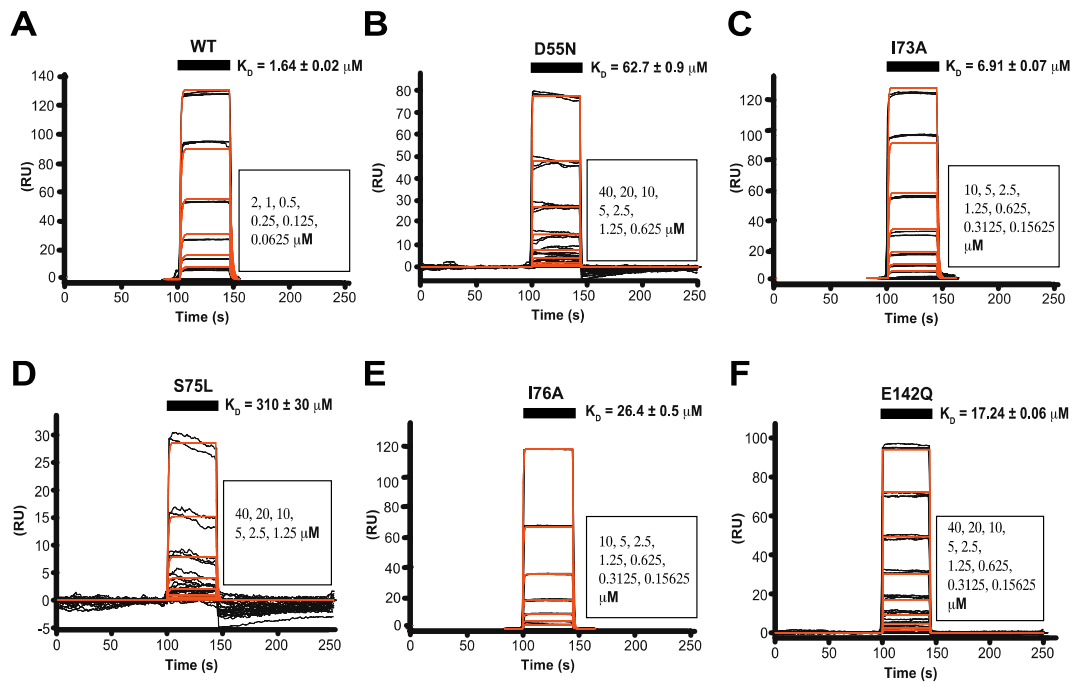 A
WT
K_D = 1.64 ± 0.02 μM
140
120
100
80
60
40
20
0
(RU)
2, 1, 0.5,
0.25, 0.125,
0.0625 μM
0 50 100 150 200 250
Time (s)
B
D55N
K_D = 62.7 ± 0.9 μM
80
70
60
50
40
30
20
10
0
(RU)
40, 20, 10,
5, 2.5,
1.25, 0.625 μM
0 50 100 150 200 250
Time (s)
C
I73A
K_D = 6.91 ± 0.07 μM
120
100
80
60
40
20
0
(RU)
10, 5, 2.5,
1.25, 0.625,
0.3125, 0.15625
μM
0 50 100 150 200 250
Time (s)
D
S75L
K_D = 310 ± 30 μM
30
25
20
15
10
5
0
-5
(RU)
40, 20, 10,
5, 2.5, 1.25 μM
0 50 100 150 200 250
Time (s)
E
I76A
K_D = 26.4 ± 0.5 μM
120
100
80
60
40
20
0
(RU)
10, 5, 2.5,
1.25, 0.625,
0.3125, 0.15625
μM
0 50 100 150 200 250
Time (s)
F
E142Q
K_D = 17.24 ± 0.06 μM
100
80
60
40
20
0
(RU)
40, 20, 10,
5, 2.5,
1.25, 0.625,
0.3125, 0.15625
μM
0 50 100 150 200 250
Time (s)